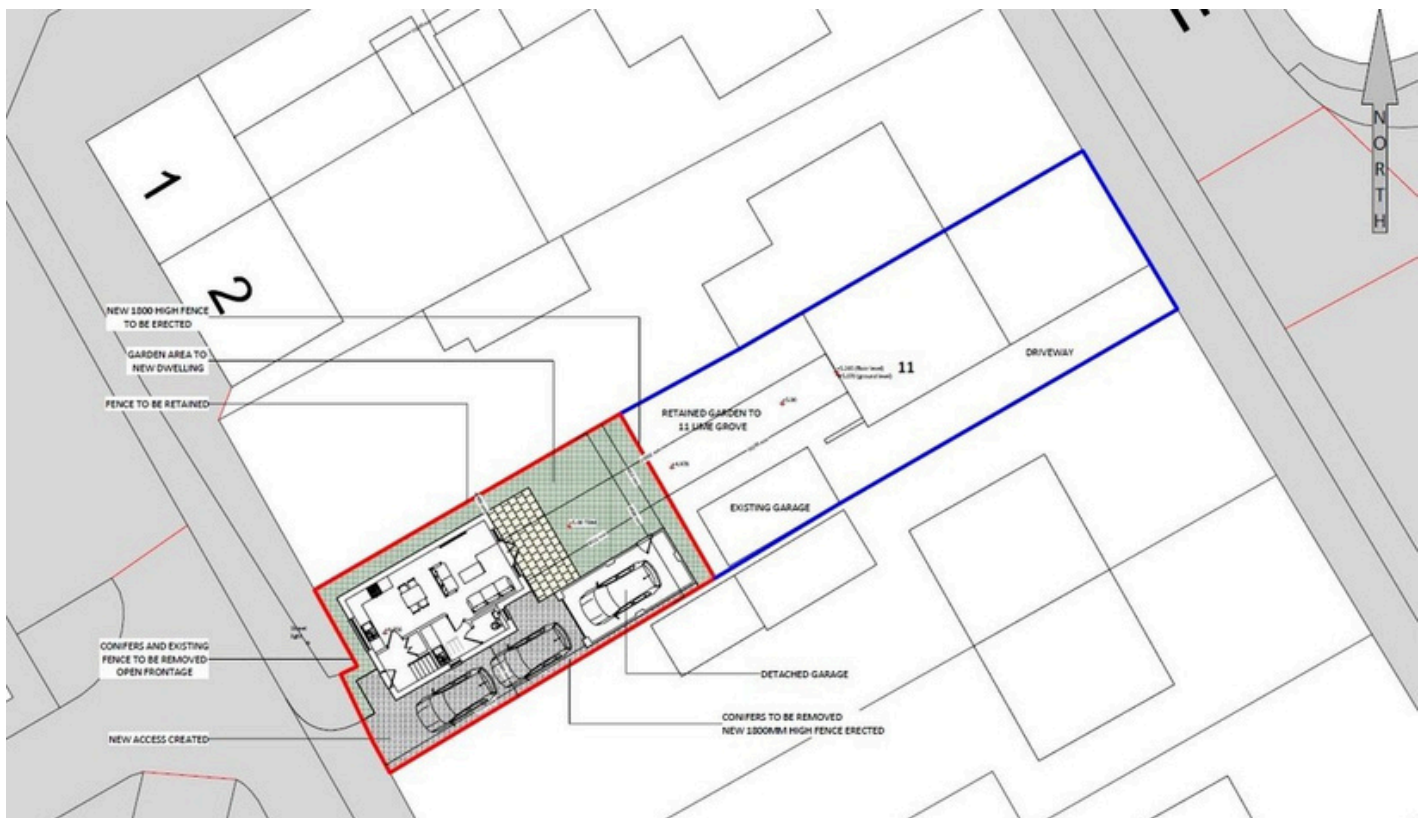 NORTH
1
2
NEW 1800 HIGH FENCE
TO BE ERECTED
GARDEN AREA TO
NEW DWELLING
FENCE TO BE RETAINED
11
DRIVEWAY
RETAINED GARDEN TO
11 LIME GROVE
EXISTING GARAGE
CONIFERS AND EXISTING
FENCE TO BE REMOVED
OPEN FRONTAGE
DETACHED GARAGE
CONIFERS TO BE REMOVED
NEW 1800MM HIGH FENCE ERECTED
NEW ACCESS CREATED